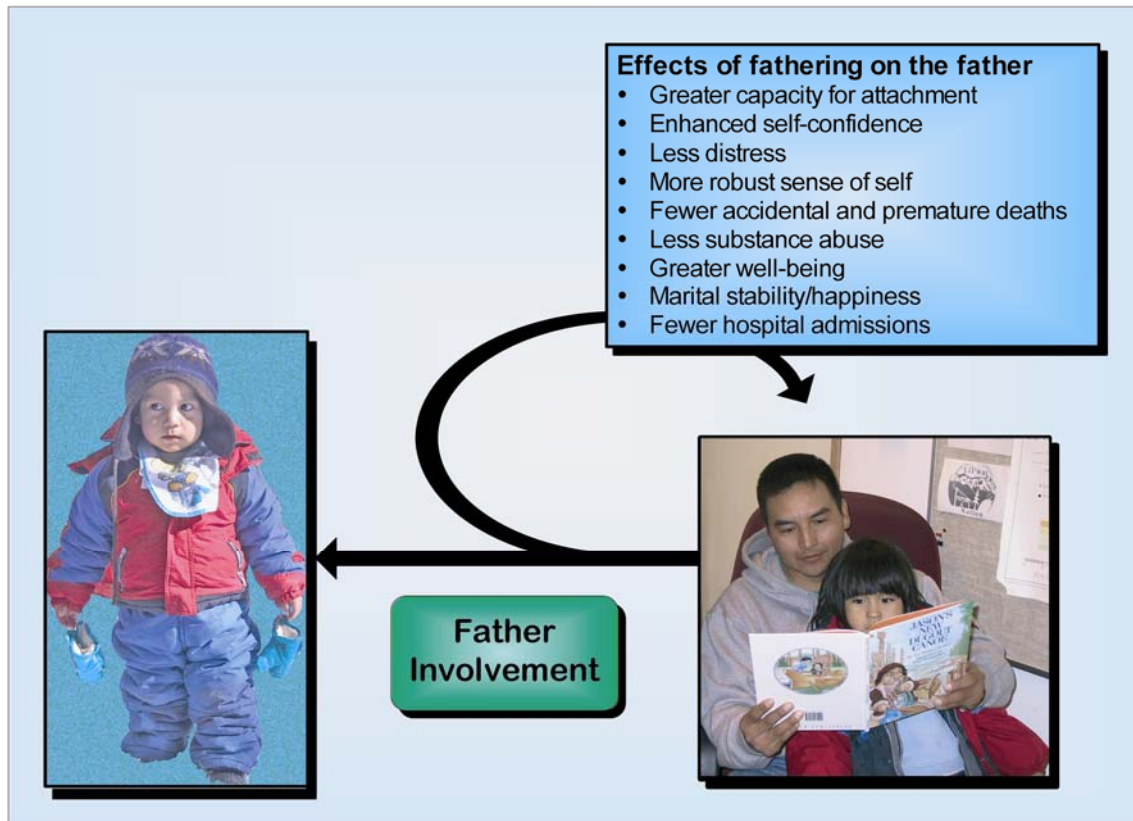 Effects of fathering on the father
• Greater capacity for attachment
• Enhanced self-confidence
• Less distress
• More robust sense of self
• Fewer accidental and premature deaths
• Less substance abuse
• Greater well-being
• Marital stability/happiness
• Fewer hospital admissions
Father
Involvement
JASON'S
NEW
DUGOUT
CANOE